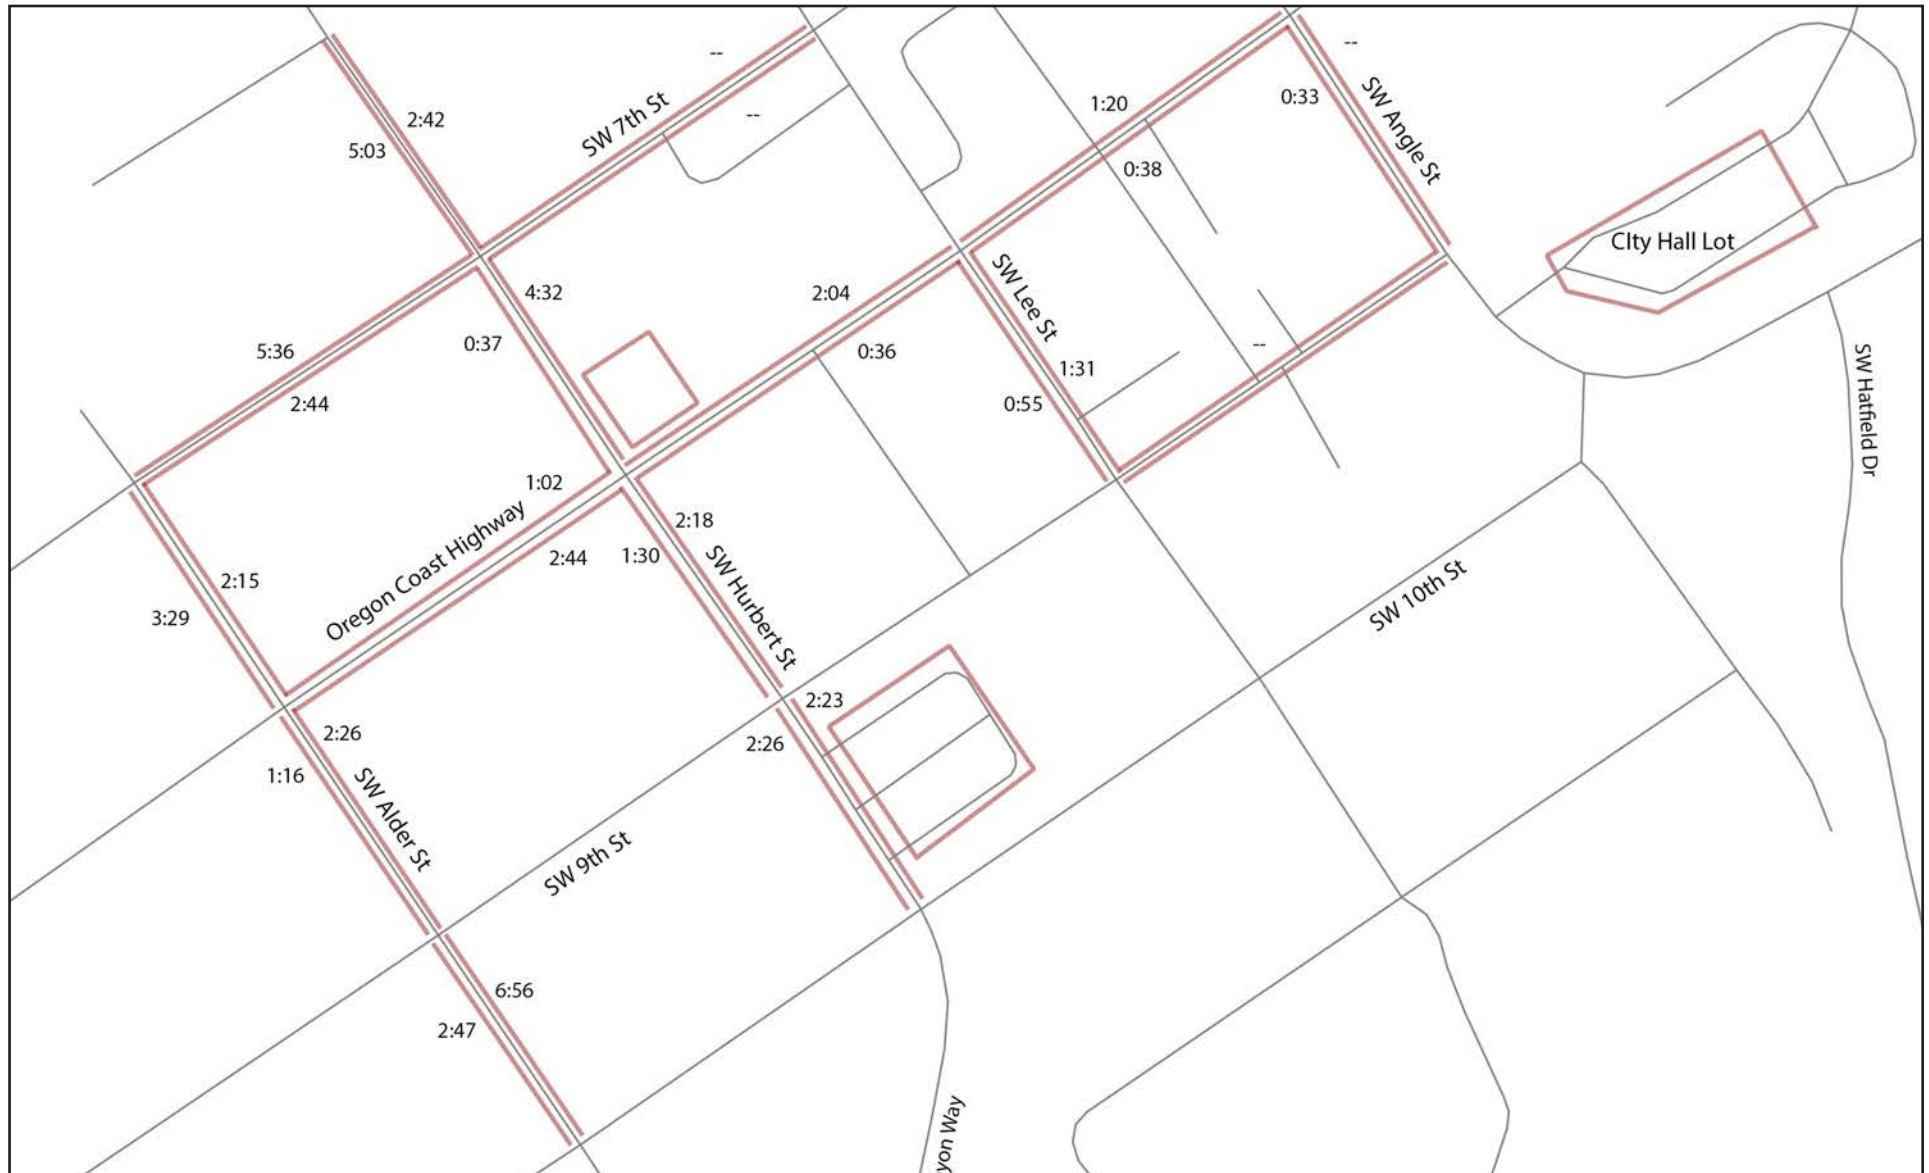 --
--
1:20
0:33
SW Angle St
2:42
5:03
SW 7th St
--
0:38
CIty Hall Lot
4:32
2:04
SW Lee St
0:37
5:36
2:44
0:36
--
1:31
0:55
SW Hatfield Dr
1:02
Oregon Coast Highway
2:44
1:30
2:18
SW Hurbert St
2:15
3:29
SW 10th St
2:23
2:26
2:26
1:16
SW Alder St
SW 9th St
6:56
2:47
yon Way